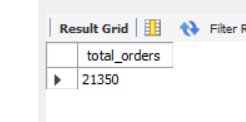 Result Grid Filter R
total_orders
21350